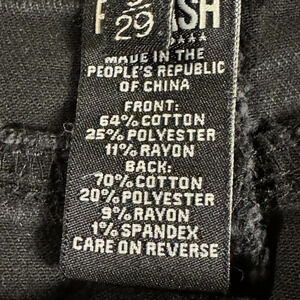 9
29
MADE IN THE
PEOPLE'S REPUBLIC
OF CHINA
FRONT:
64% COTTON
25% POLYESTER
11% RAYON
BACK:
70% COTTON
20% POLYESTER
9% RAYON
1% SPANDEX
CARE ON REVERSE